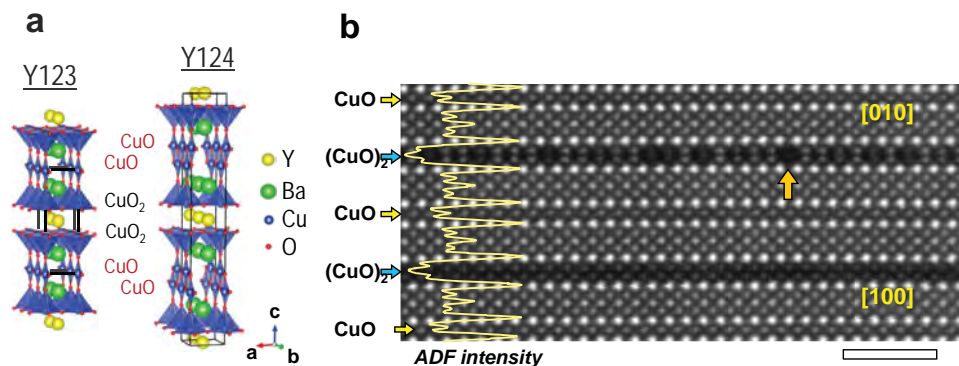 a
Y123
Y124
CuO
CuO
CuO2
CuO2
CuO
CuO
Y
Ba
Cu
O
c
a
b
b
CuO
(CuO)2
CuO
(CuO)2
CuO
[010]
[100]
ADF intensity